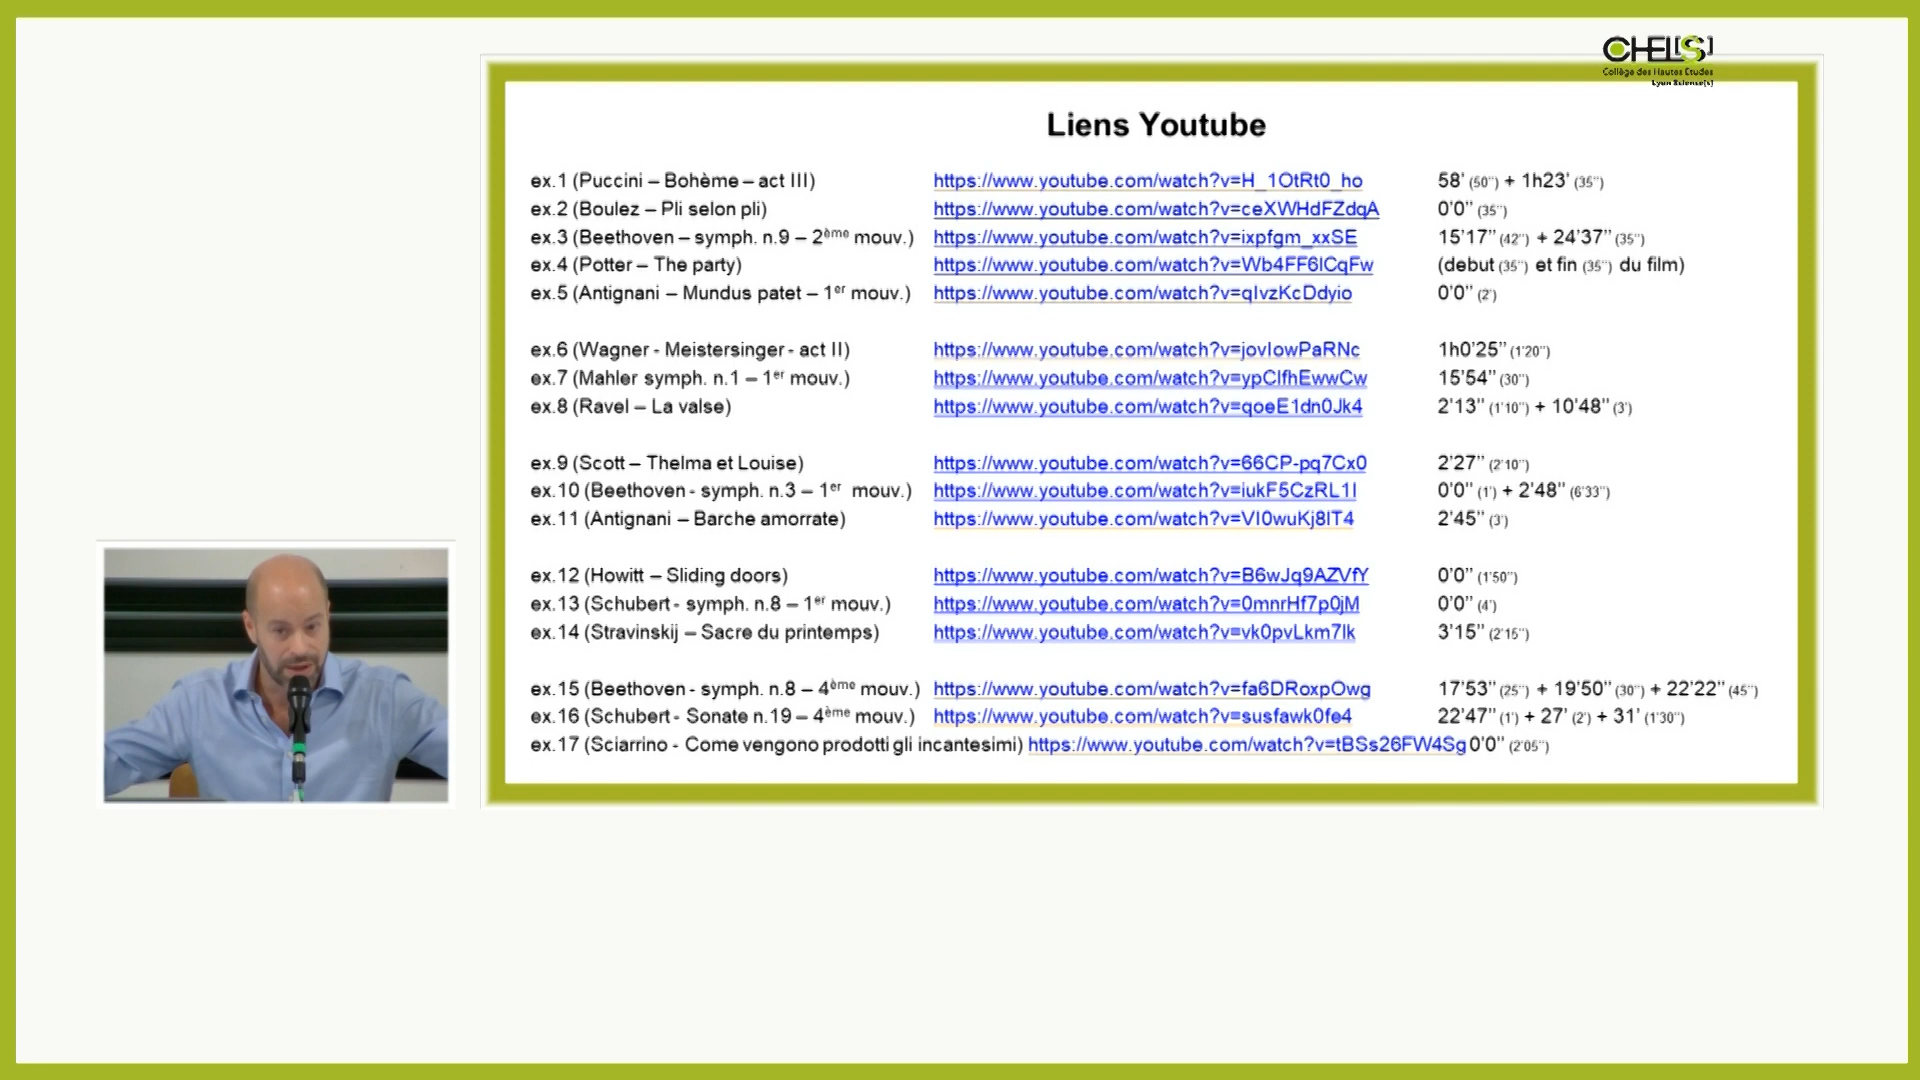 CHEL[S]
Collège des Hautes Études
Lyon Science[s]
Liens Youtube
ex.1 (Puccini – Bohème – act III) https://www.youtube.com/watch?v=H_1OtRt0_ho 58' (50'') + 1h23' (35'')
ex.2 (Boulez – Pli selon pli) https://www.youtube.com/watch?v=ceXWHdFZdqA 0'0'' (35'')
ex.3 (Beethoven – symph. n.9 – 2ème mouv.) https://www.youtube.com/watch?v=ixpfgm_xxSE 15'17'' (42'') + 24'37'' (35'')
ex.4 (Potter – The party) https://www.youtube.com/watch?v=Wb4FF6lCqFw (debut (35'') et fin (35'') du film)
ex.5 (Antignani – Mundus patet – 1er mouv.) https://www.youtube.com/watch?v=qIvzKcDdyio 0'0'' (2')
ex.6 (Wagner - Meistersinger - act II) https://www.youtube.com/watch?v=jovIowPaRNc 1h0'25'' (1'20'')
ex.7 (Mahler symph. n.1 – 1er mouv.) https://www.youtube.com/watch?v=ypClfhEwwCw 15'54'' (30'')
ex.8 (Ravel – La valse) https://www.youtube.com/watch?v=qoeE1dn0Jk4 2'13'' (1'10'') + 10'48'' (3')
ex.9 (Scott – Thelma et Louise) https://www.youtube.com/watch?v=66CP-pq7Cx0 2'27'' (2'10'')
ex.10 (Beethoven - symph. n.3 – 1er mouv.) https://www.youtube.com/watch?v=iukF5CzRL1I 0'0'' (1') + 2'48'' (6'33'')
ex.11 (Antignani – Barche amorrate) https://www.youtube.com/watch?v=VI0wuKj8IT4 2'45'' (3')
ex.12 (Howitt – Sliding doors) https://www.youtube.com/watch?v=B6wJq9AZVfY 0'0'' (1'50'')
ex.13 (Schubert - symph. n.8 – 1er mouv.) https://www.youtube.com/watch?v=0mnrHf7p0jM 0'0'' (4')
ex.14 (Stravinskij – Sacre du printemps) https://www.youtube.com/watch?v=vk0pvLkm7Ik 3'15'' (2'15'')
ex.15 (Beethoven - symph. n.8 – 4ème mouv.) https://www.youtube.com/watch?v=fa6DRoxpOwg 17'53'' (25'') + 19'50'' (30'') + 22'22'' (45'')
ex.16 (Schubert - Sonate n.19 – 4ème mouv.) https://www.youtube.com/watch?v=susfawk0fe4 22'47'' (1') + 27' (2') + 31' (1'30'')
ex.17 (Sciarrino - Come vengono prodotti gli incantesimi) https://www.youtube.com/watch?v=tBSs26FW4Sg 0'0'' (2'05'')